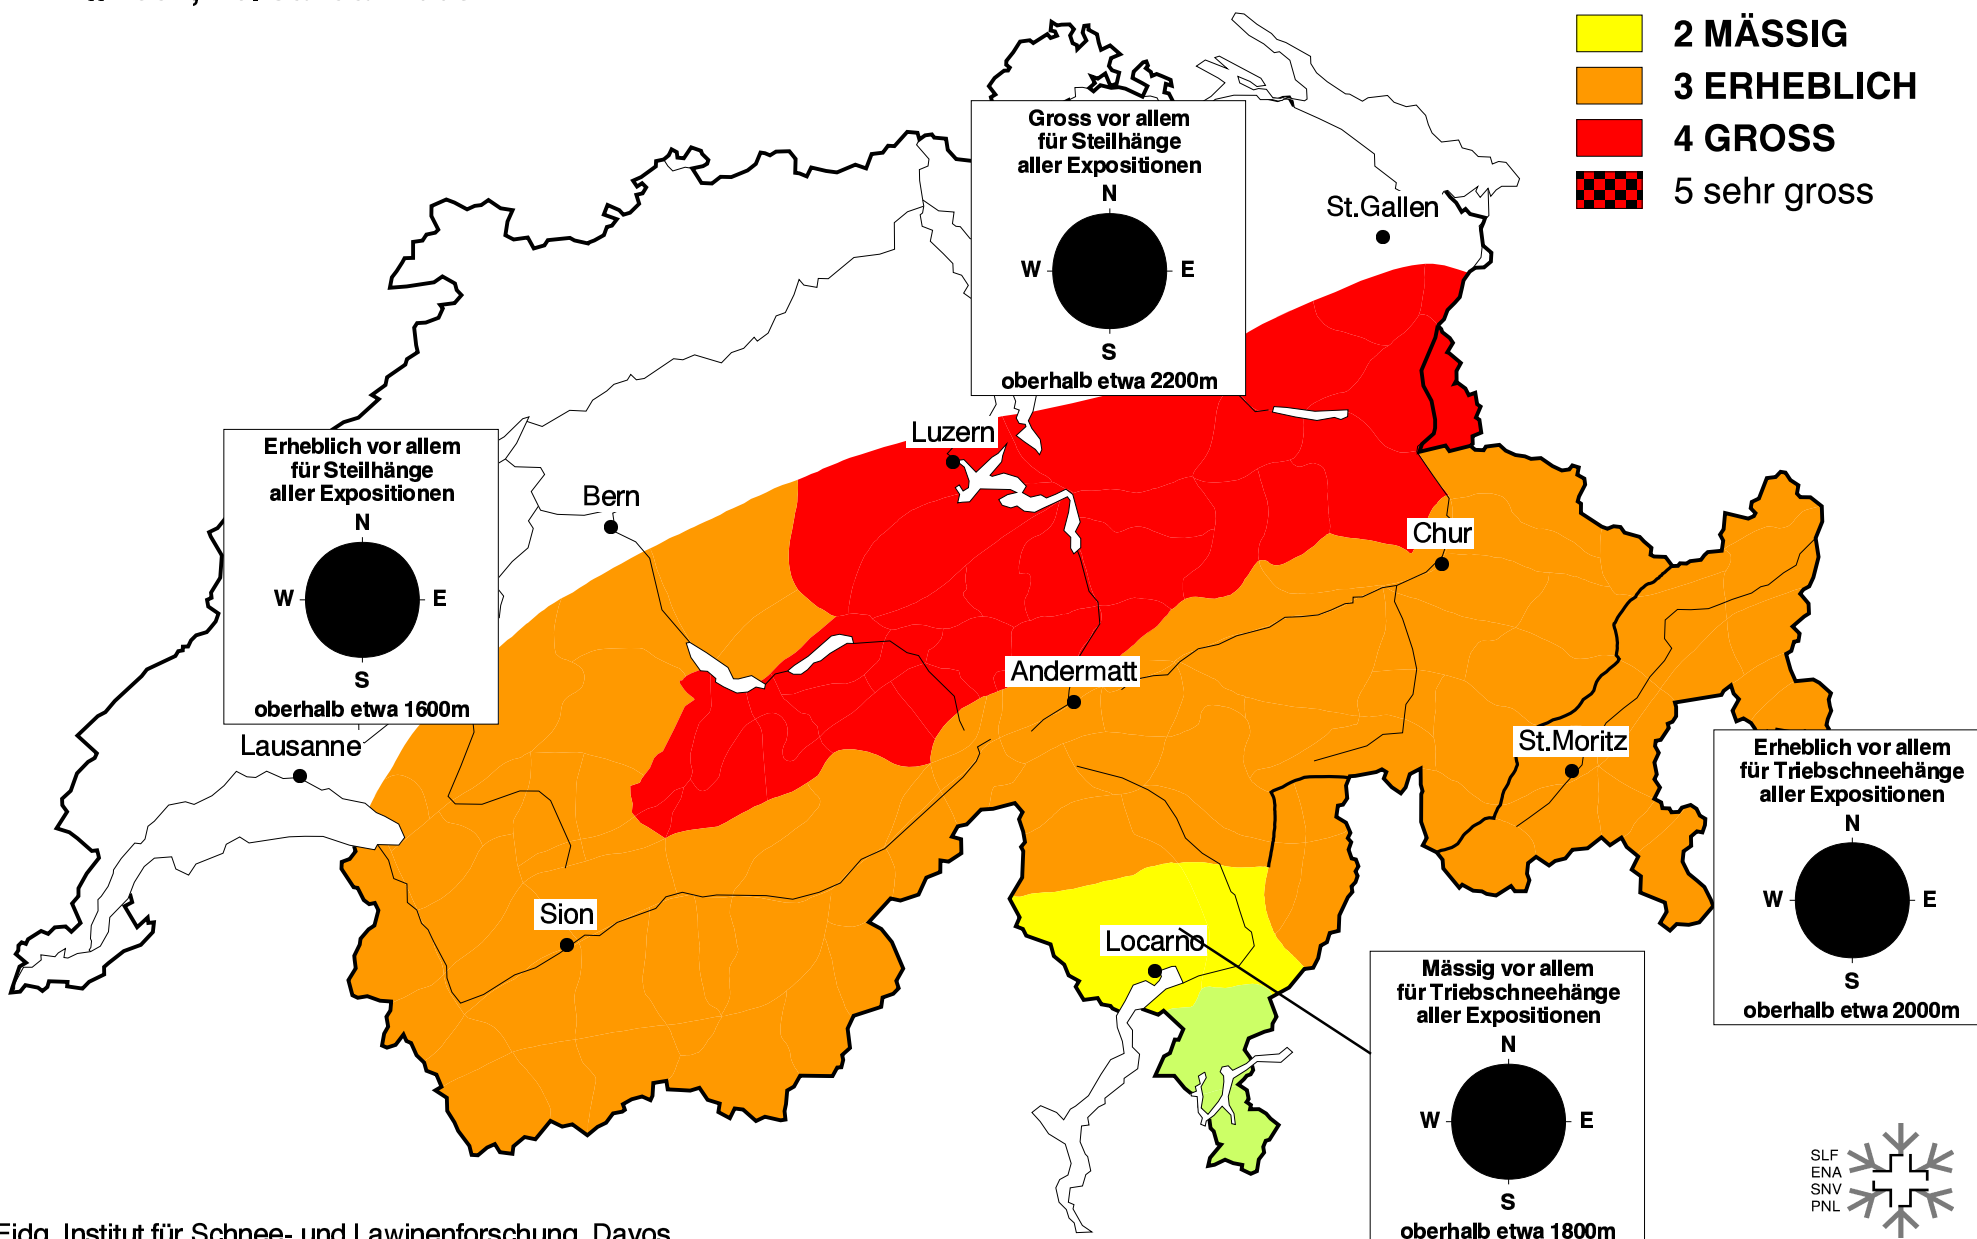 2 MÄSSIG
3 ERHEBLICH
4 GROSS
5 sehr gross
Gross vor allem
für Steilhänge
aller Expositionen
N
W
E
S
oberhalb etwa 2200m
St.Gallen
Luzern
Erheblich vor allem
für Steilhänge
aller Expositionen
N
W
E
S
oberhalb etwa 1600m
Bern
Chur
Andermatt
Lausanne
St.Moritz
Erheblich vor allem
für Triebschneehänge
aller Expositionen
N
W
E
S
oberhalb etwa 2000m
Sion
Locarno
Mässig vor allem
für Triebschneehänge
aller Expositionen
N
W
E
S
oberhalb etwa 1800m
SLF
ENA
SNV
PNL
Eidg. Institut für Schnee- und Lawinenforschung, Davos